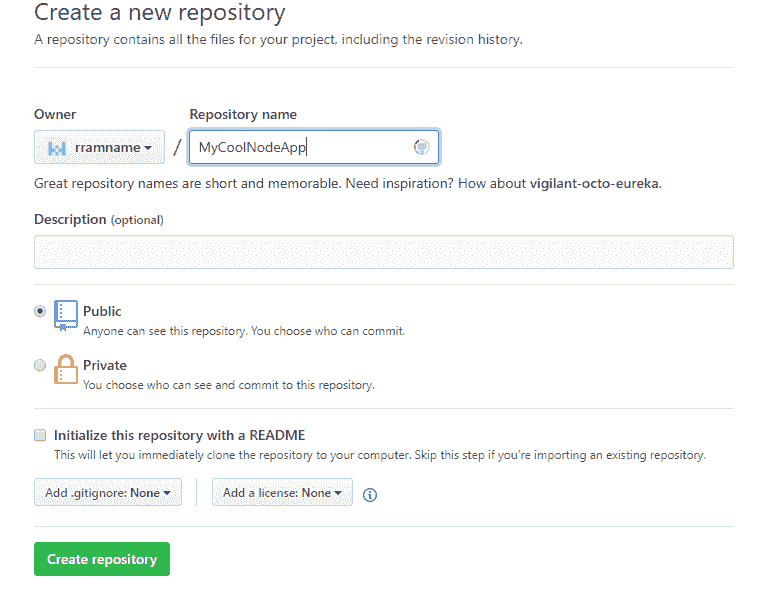 Create a new repository
A repository contains all the files for your project, including the revision history.
Owner Repository name
rramname / MyCoolNodeApp
Great repository names are short and memorable. Need inspiration? How about vigilant-octo-eureka.
Description (optional)
Public
Anyone can see this repository. You choose who can commit.
Private
You choose who can see and commit to this repository.
Initialize this repository with a README
This will let you immediately clone the repository to your computer. Skip this step if you're importing an existing repository.
Add .gitignore: None Add a license: None
Create repository